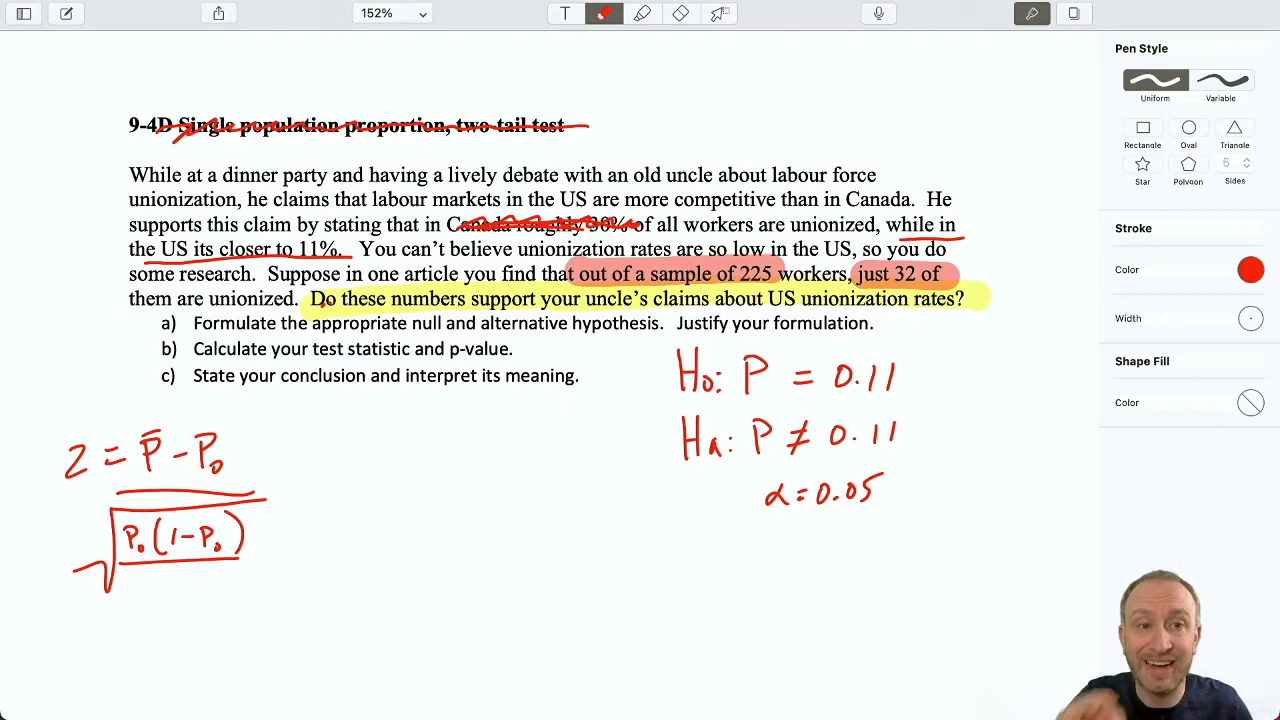 152%
T
9-4D Single population proportion, two-tail test
While at a dinner party and having a lively debate with an old uncle about labour force
unionization, he claims that labour markets in the US are more competitive than in Canada. He
supports this claim by stating that in Canada roughly 30% of all workers are unionized, while in
the US its closer to 11%. You can't believe unionization rates are so low in the US, so you do
some research. Suppose in one article you find that out of a sample of 225 workers, just 32 of
them are unionized. Do these numbers support your uncle's claims about US unionization rates?
a) Formulate the appropriate null and alternative hypothesis. Justify your formulation.
b) Calculate your test statistic and p-value.
c) State your conclusion and interpret its meaning.
H₀: P = 0.11
Ha: P ≠ 0.11
α = 0.05
Z = P̄ - P₀
√P₀(1-P₀)
Pen Style
Uniform Variable
Rectangle Oval Triangle
5
Star Polygon Sides
Stroke
Color
Width
Shape Fill
Color